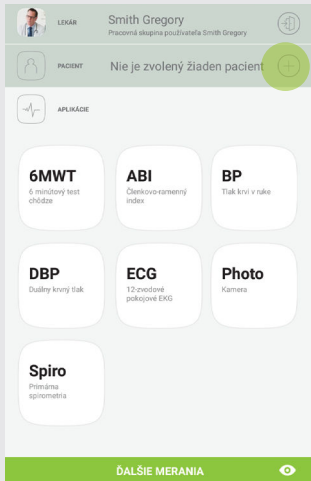 LEKÁR
Smith Gregory
Pracovná skupina používateľa Smith Gregory
PACIENT
Nie je zvolený žiaden pacient
APLIKÁCIE
6MWT
6 minútový test
chôdze
ABI
Členkovo-ramenný
index
BP
Tlak krvi v ruke
DBP
Duálny krvný tlak
ECG
12-zvodové
pokojové EKG
Photo
Kamera
Spiro
Primárna
spirometria
ĎALŠIE MERANIA